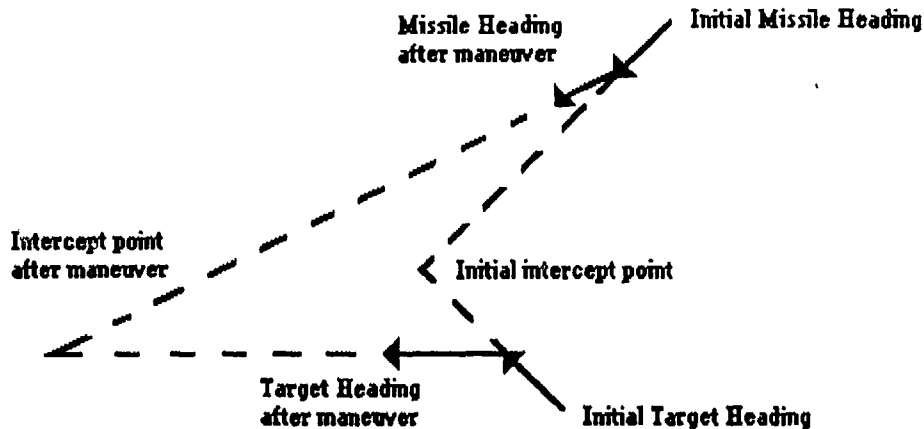 Missile Heading
after maneuver
Initial Missile Heading
Intercept point
after maneuver
Initial intercept point
Target Heading
after maneuver
Initial Target Heading